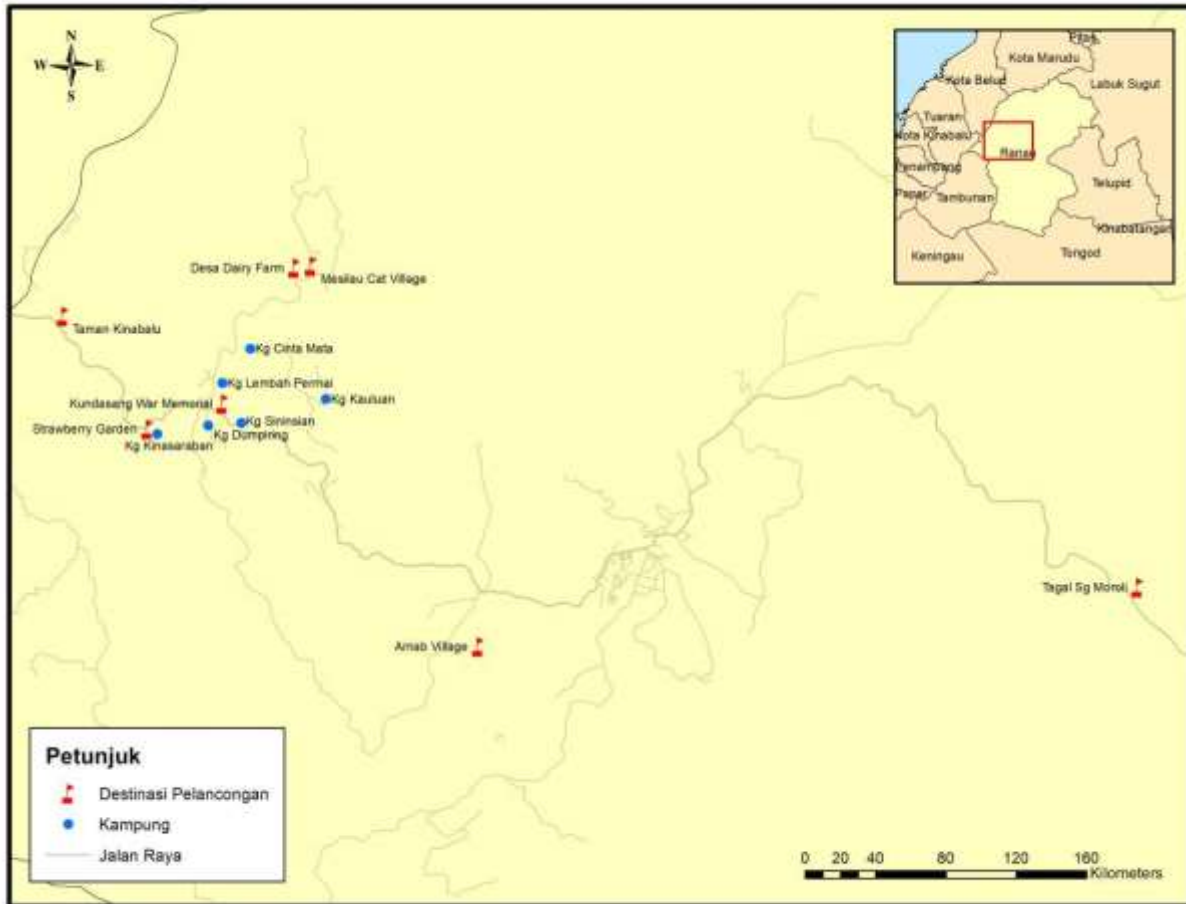 N
W E
S
Pitas
Kota Marudu
Kota Belud
Labuk Sugut
Tuaran
Kota Kinabalu
Ranau
Penampang
Telupid
Papar
Tambunan
Kinabatangan
Keningau
Tongod
Desa Dairy Farm
Mesilau Cat Village
Taman Kinabalu
Kg Cinta Mata
Kg Lembah Permai
Kundasang War Memorial
Kg Kauluan
Strawberry Garden
Kg Sininsian
Kg Dumpiring
Kg Kinasaraban
Tagal Sg Moroli
Arnab Village
Petunjuk
Destinasi Pelancongan
Kampung
Jalan Raya
0 20 40 80 120 160
Kilometers